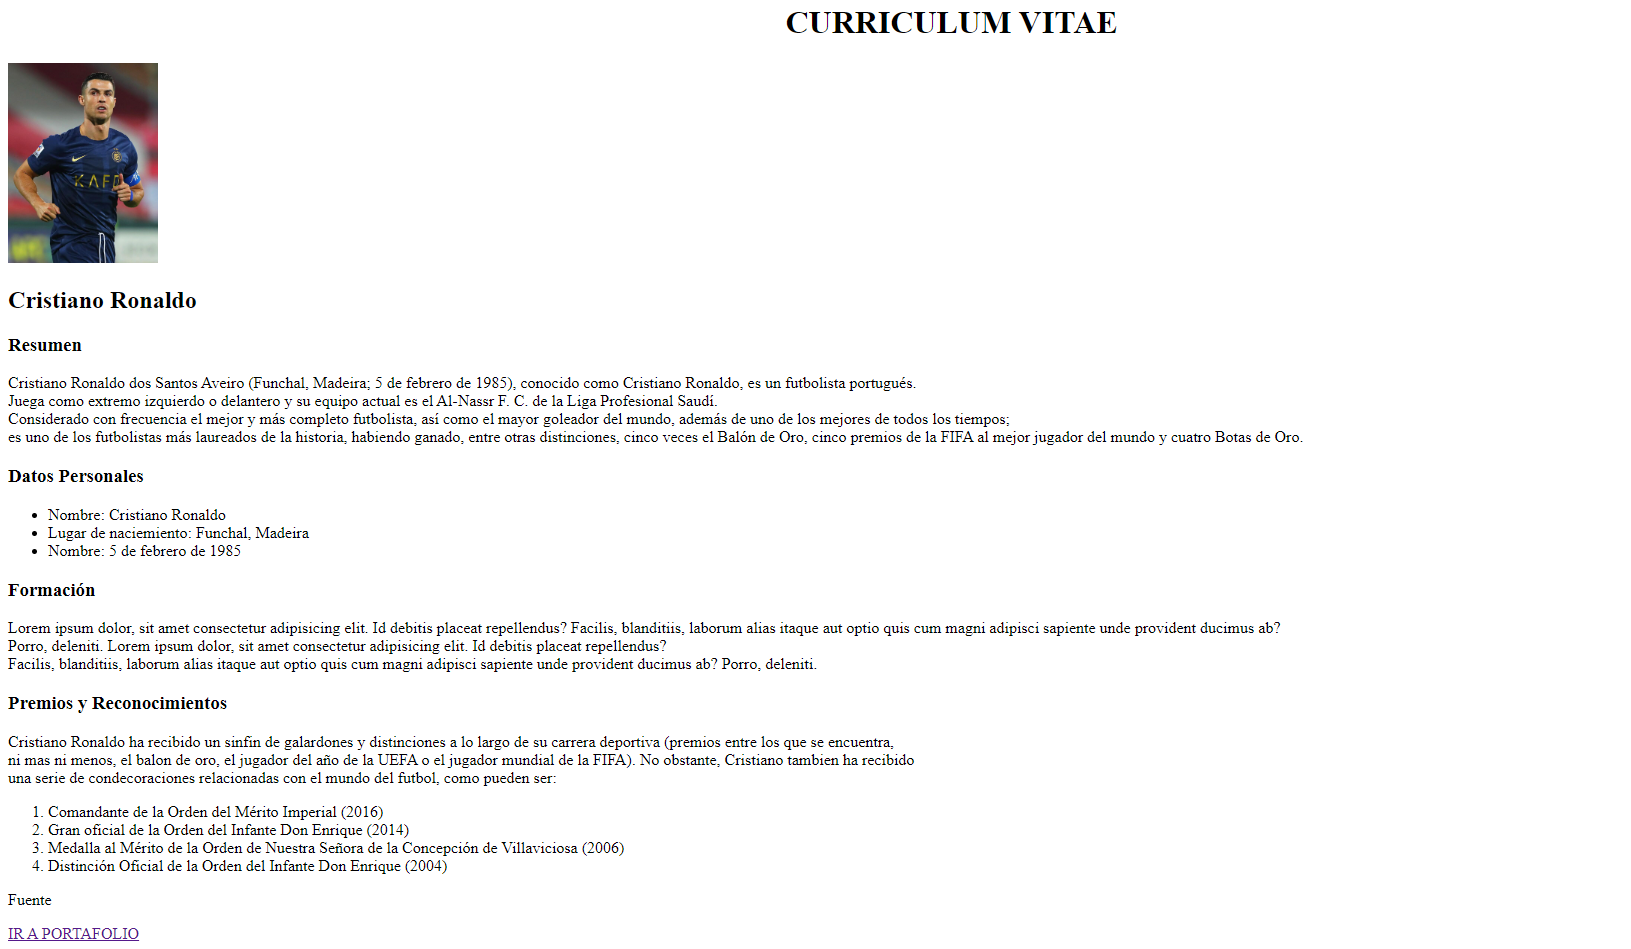 CURRICULUM VITAE
KAFD
Cristiano Ronaldo
Resumen
Cristiano Ronaldo dos Santos Aveiro (Funchal, Madeira; 5 de febrero de 1985), conocido como Cristiano Ronaldo, es un futbolista portugués.
Juega como extremo izquierdo o delantero y su equipo actual es el Al-Nassr F. C. de la Liga Profesional Saudí.
Considerado con frecuencia el mejor y más completo futbolista, así como el mayor goleador del mundo, además de uno de los mejores de todos los tiempos;
es uno de los futbolistas más laureados de la historia, habiendo ganado, entre otras distinciones, cinco veces el Balón de Oro, cinco premios de la FIFA al mejor jugador del mundo y cuatro Botas de Oro.
Datos Personales
• Nombre: Cristiano Ronaldo
• Lugar de naciemiento: Funchal, Madeira
• Nombre: 5 de febrero de 1985
Formación
Lorem ipsum dolor, sit amet consectetur adipisicing elit. Id debitis placeat repellendus? Facilis, blanditiis, laborum alias itaque aut optio quis cum magni adipisci sapiente unde provident ducimus ab?
Porro, deleniti. Lorem ipsum dolor, sit amet consectetur adipisicing elit. Id debitis placeat repellendus?
Facilis, blanditiis, laborum alias itaque aut optio quis cum magni adipisci sapiente unde provident ducimus ab? Porro, deleniti.
Premios y Reconocimientos
Cristiano Ronaldo ha recibido un sinfín de galardones y distinciones a lo largo de su carrera deportiva (premios entre los que se encuentra,
ni mas ni menos, el balon de oro, el jugador del año de la UEFA o el jugador mundial de la FIFA). No obstante, Cristiano tambien ha recibido
una serie de condecoraciones relacionadas con el mundo del futbol, como pueden ser:
1. Comandante de la Orden del Mérito Imperial (2016)
2. Gran oficial de la Orden del Infante Don Enrique (2014)
3. Medalla al Mérito de la Orden de Nuestra Señora de la Concepción de Villaviciosa (2006)
4. Distinción Oficial de la Orden del Infante Don Enrique (2004)
Fuente
IR A PORTAFOLIO